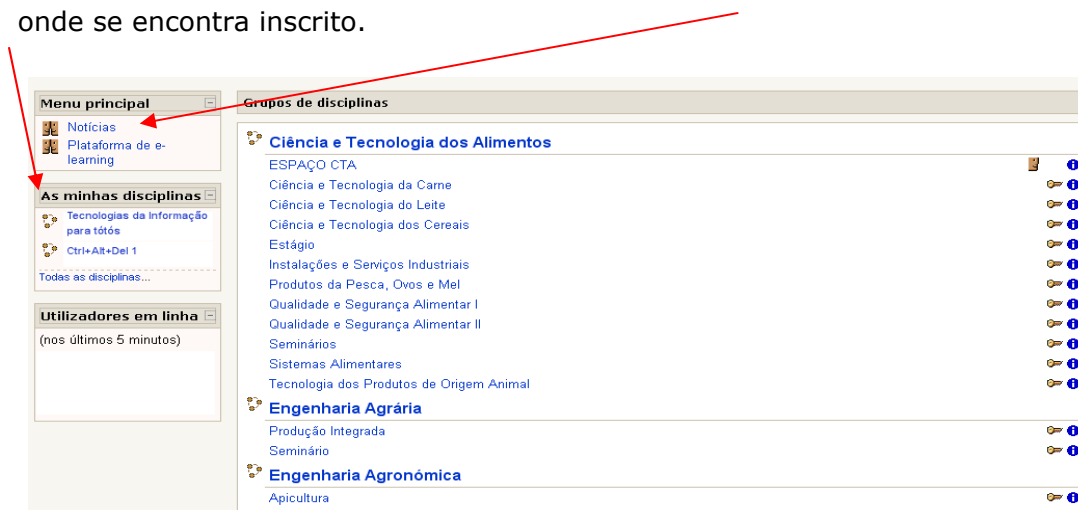 onde se encontra inscrito.
Menu principal
Notícias
Plataforma de e-
learning
As minhas disciplinas
Tecnologias da Informação
para tótós
Ctrl+Alt+Del 1
Todas as disciplinas...
Utilizadores em linha
(nos últimos 5 minutos)
Grupos de disciplinas
Ciência e Tecnologia dos Alimentos
ESPAÇO CTA
Ciência e Tecnologia da Carne
Ciência e Tecnologia do Leite
Ciência e Tecnologia dos Cereais
Estágio
Instalações e Serviços Industriais
Produtos da Pesca, Ovos e Mel
Qualidade e Segurança Alimentar I
Qualidade e Segurança Alimentar II
Seminários
Sistemas Alimentares
Tecnologia dos Produtos de Origem Animal
Engenharia Agrária
Produção Integrada
Seminário
Engenharia Agronómica
Apicultura